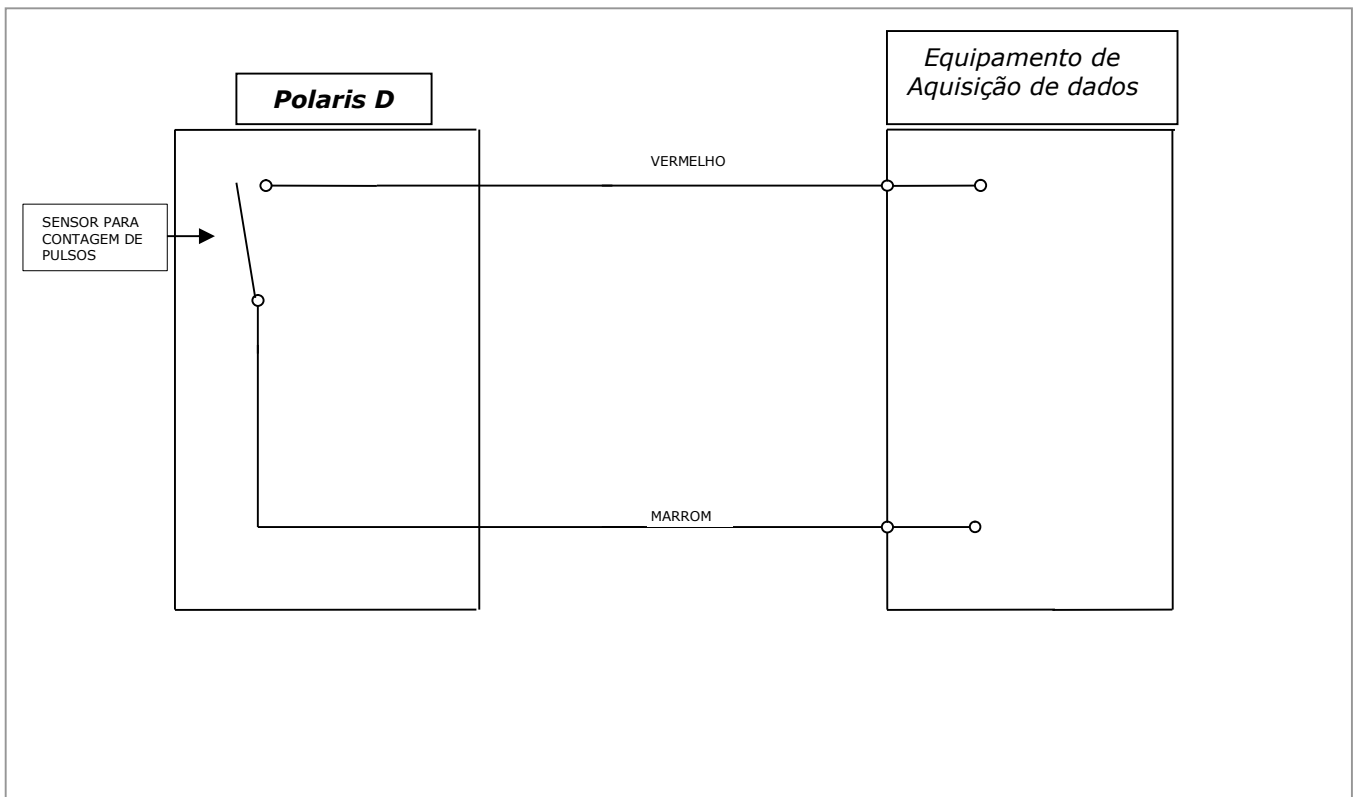 Equipamento de
Aquisição de dados
Polaris D
VERMELHO
SENSOR PARA
CONTAGEM DE
PULSOS
MARROM